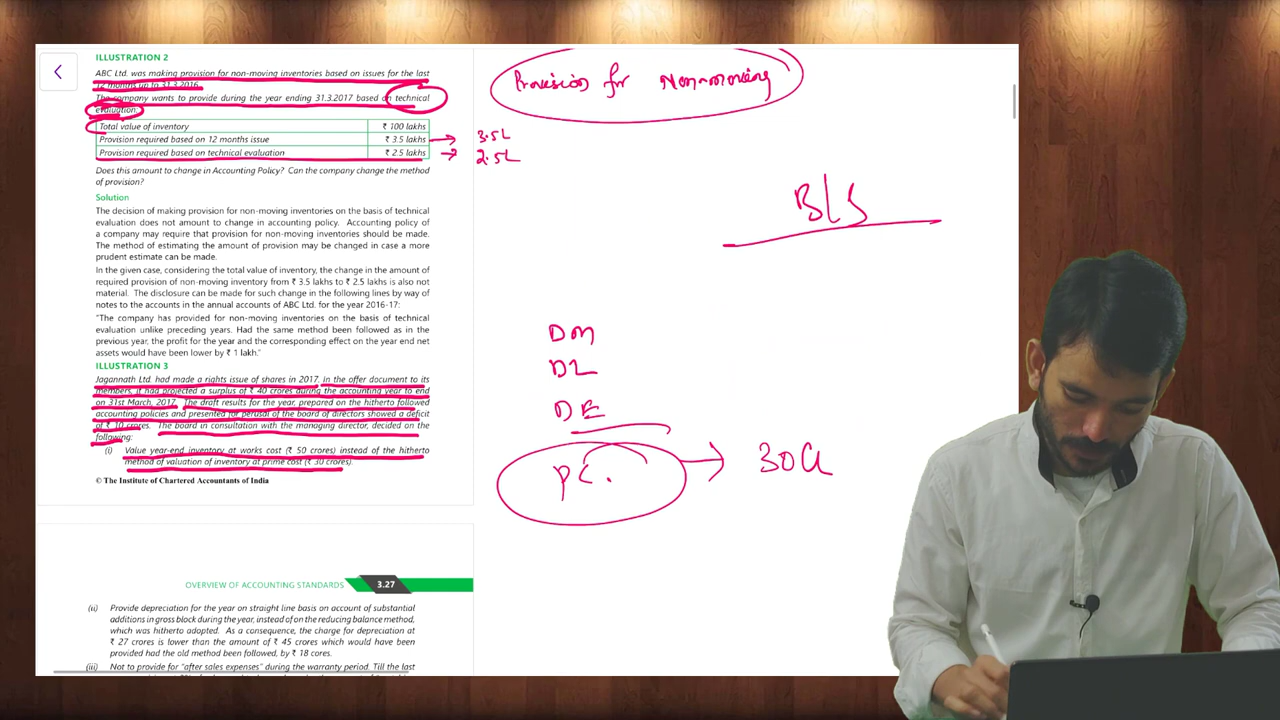 ILLUSTRATION 2
ABC Ltd. was making provision for non-moving inventories based on issues for the last
12 months up to 31.3.2016.
The company wants to provide during the year ending 31.3.2017 based on technical
evaluation:
Total value of inventory ₹ 100 lakhs
Provision required based on 12 months issue ₹ 3.5 lakhs
Provision required based on technical evaluation ₹ 2.5 lakhs
Does this amount to change in Accounting Policy? Can the company change the method
of provision?
Solution
The decision of making provision for non-moving inventories on the basis of technical
evaluation does not amount to change in accounting policy. Accounting policy of
a company may require that provision for non-moving inventories should be made.
The method of estimating the amount of provision may be changed in case a more
prudent estimate can be made.
In the given case, considering the total value of inventory, the change in the amount of
required provision of non-moving inventory from ₹ 3.5 lakhs to ₹ 2.5 lakhs is also not
material. The disclosure can be made for such change in the following lines by way of
notes to the accounts in the annual accounts of ABC Ltd. for the year 2016-17:
"The company has provided for non-moving inventories on the basis of technical
evaluation unlike preceding years. Had the same method been followed as in the
previous year, the profit for the year and the corresponding effect on the year end net
assets would have been lower by ₹ 1 lakh."
ILLUSTRATION 3
Jagannath Ltd. had made a rights issue of shares in 2017. In the offer document to its
members, it had projected a surplus of ₹ 40 crores during the accounting year to end
on 31st March, 2017. The draft results for the year, prepared on the hitherto followed
accounting policies and presented for perusal of the board of directors showed a deficit
of ₹ 10 crores. The board in consultation with the managing director, decided on the
following:
(i) Value year-end inventory at works cost (₹ 50 crores) instead of the hitherto
method of valuation of inventory at prime cost (₹ 30 crores).
© The Institute of Chartered Accountants of India
OVERVIEW OF ACCOUNTING STANDARDS 3.27
(ii) Provide depreciation for the year on straight line basis on account of substantial
additions in gross block during the year, instead of on the reducing balance method,
which was hitherto adopted. As a consequence, the charge for depreciation at
₹ 27 crores is lower than the amount of ₹ 45 crores which would have been
provided had the old method been followed, by ₹ 18 cores.
(iii) Not to provide for "after sales expenses" during the warranty period. Till the last
Provision for Non-moving
3.5L
2.5L
B/S
DM
DL
DE
PC. → 30Cr